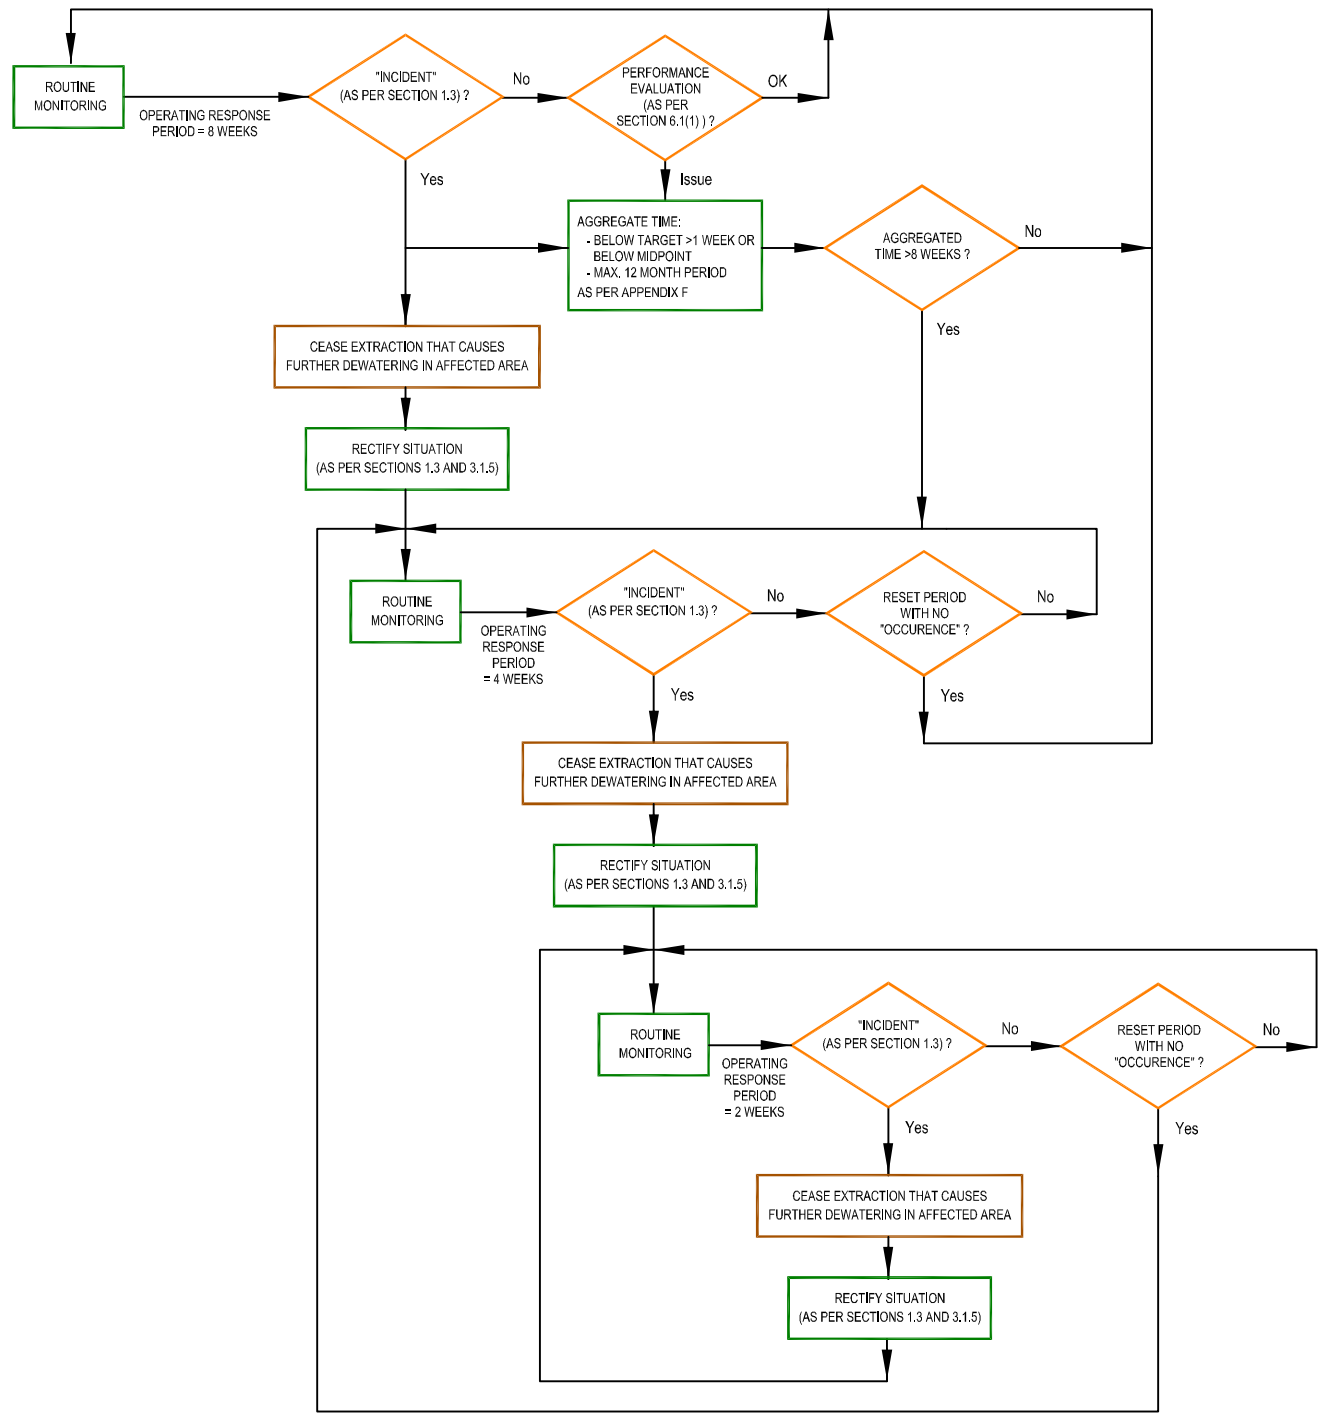 ROUTINE
MONITORING
OPERATING RESPONSE
PERIOD = 8 WEEKS
"INCIDENT"
(AS PER SECTION 1.3) ?
No
PERFORMANCE
EVALUATION
(AS PER
SECTION 6.1(1) ) ?
OK
Yes
Issue
AGGREGATE TIME:
- BELOW TARGET >1 WEEK OR
BELOW MIDPOINT
- MAX. 12 MONTH PERIOD
AS PER APPENDIX F
AGGREGATED
TIME >8 WEEKS ?
No
Yes
CEASE EXTRACTION THAT CAUSES
FURTHER DEWATERING IN AFFECTED AREA
RECTIFY SITUATION
(AS PER SECTIONS 1.3 AND 3.1.5)
ROUTINE
MONITORING
OPERATING
RESPONSE
PERIOD
= 4 WEEKS
"INCIDENT"
(AS PER SECTION 1.3) ?
No
RESET PERIOD
WITH NO
"OCCURENCE" ?
No
Yes
Yes
CEASE EXTRACTION THAT CAUSES
FURTHER DEWATERING IN AFFECTED AREA
RECTIFY SITUATION
(AS PER SECTIONS 1.3 AND 3.1.5)
ROUTINE
MONITORING
OPERATING
RESPONSE
PERIOD
= 2 WEEKS
"INCIDENT"
(AS PER SECTION 1.3) ?
No
RESET PERIOD
WITH NO
"OCCURENCE" ?
No
Yes
Yes
CEASE EXTRACTION THAT CAUSES
FURTHER DEWATERING IN AFFECTED AREA
RECTIFY SITUATION
(AS PER SECTIONS 1.3 AND 3.1.5)